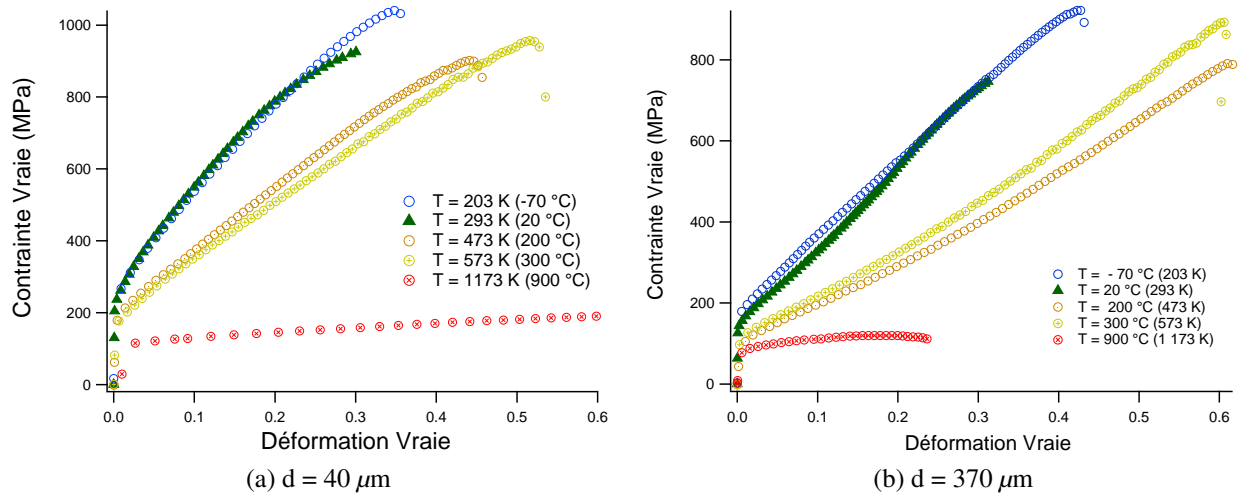 1000
800
600
400
200
0
Contrainte Vraie (MPa)
0.0 0.1 0.2 0.3 0.4 0.5 0.6
Déformation Vraie
T = 203 K (-70 °C)
T = 293 K (20 °C)
T = 473 K (200 °C)
T = 573 K (300 °C)
T = 1173 K (900 °C)
(a) d = 40 μm
800
600
400
200
0
Contrainte Vraie (MPa)
0.0 0.1 0.2 0.3 0.4 0.5 0.6
Déformation Vraie
T = - 70 °C (203 K)
T = 20 °C (293 K)
T = 200 °C (473 K)
T = 300 °C (573 K)
T = 900 °C (1 173 K)
(b) d = 370 μm